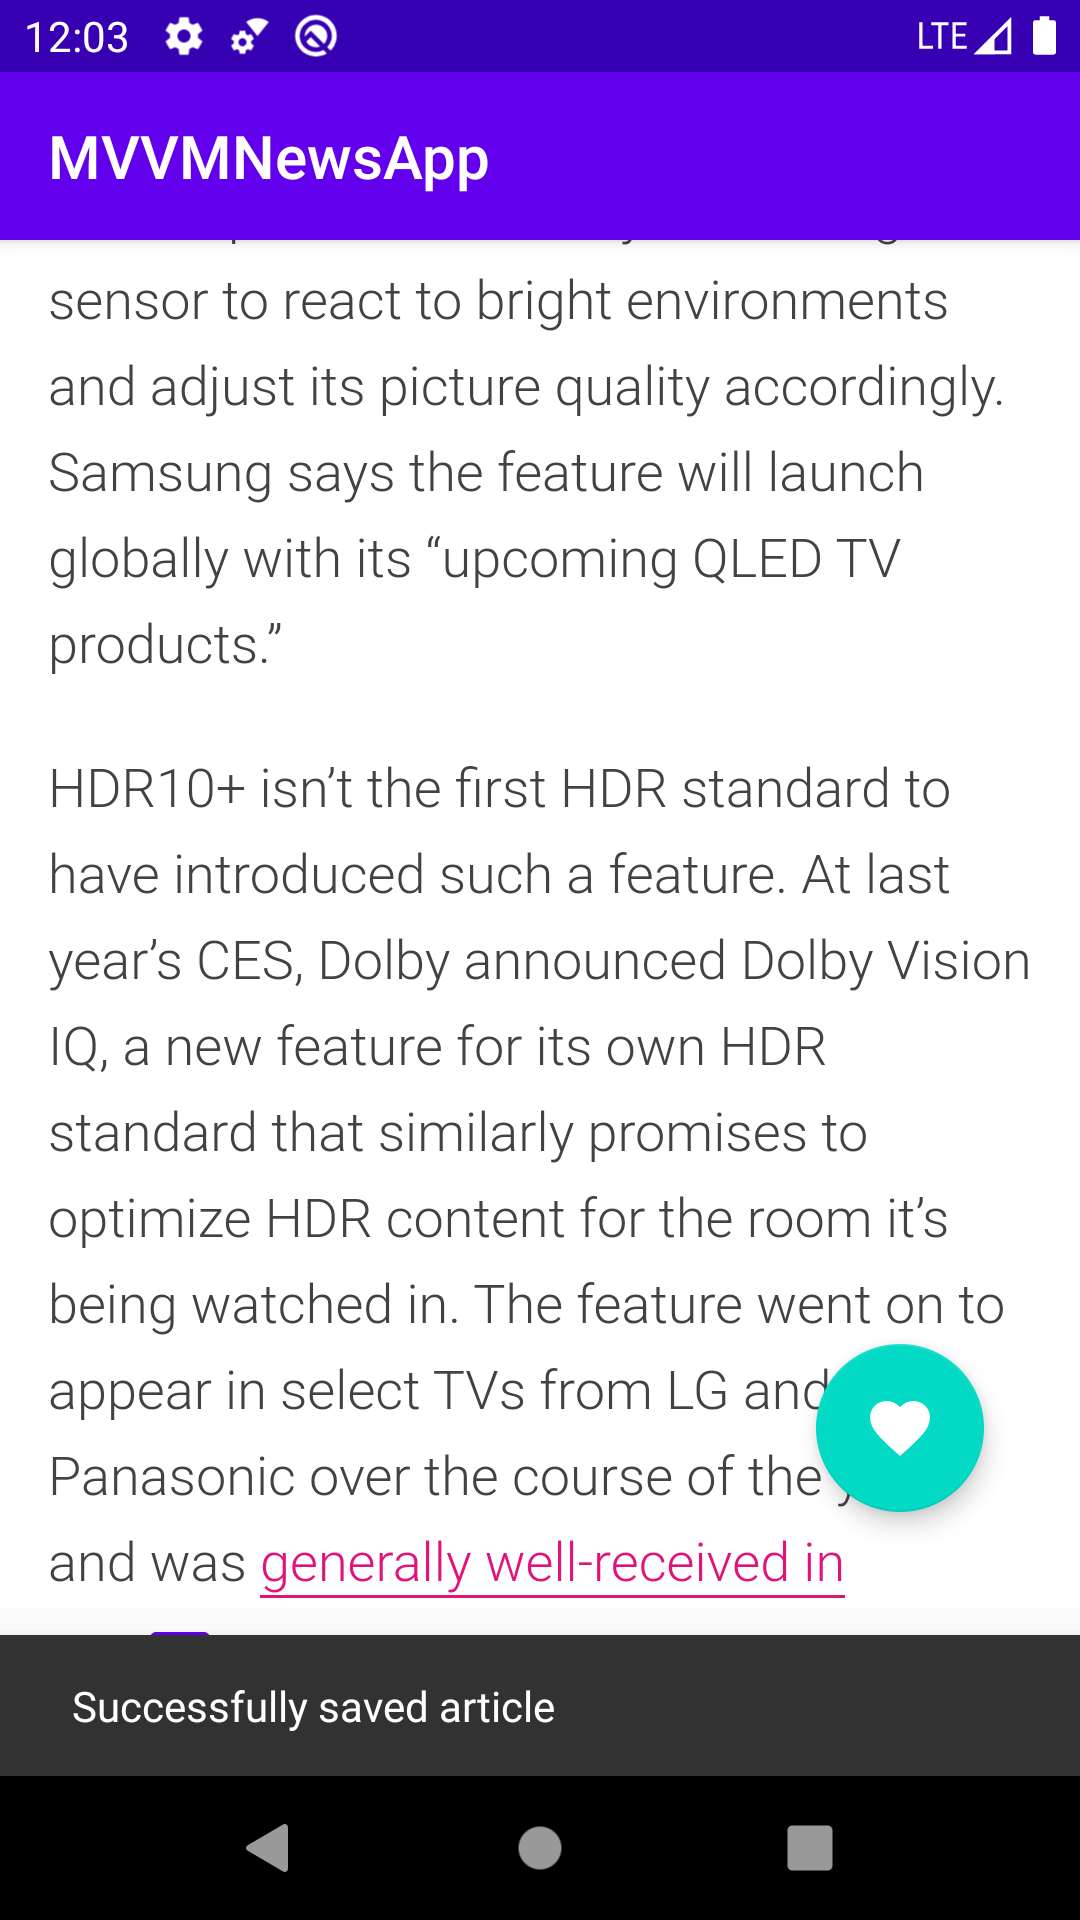 12:03
LTE
MVVMNewsApp
sensor to react to bright environments
and adjust its picture quality accordingly.
Samsung says the feature will launch
globally with its “upcoming QLED TV
products.”
HDR10+ isn’t the first HDR standard to
have introduced such a feature. At last
year’s CES, Dolby announced Dolby Vision
IQ, a new feature for its own HDR
standard that similarly promises to
optimize HDR content for the room it’s
being watched in. The feature went on to
appear in select TVs from LG and
Panasonic over the course of the
and was generally well-received in
Successfully saved article